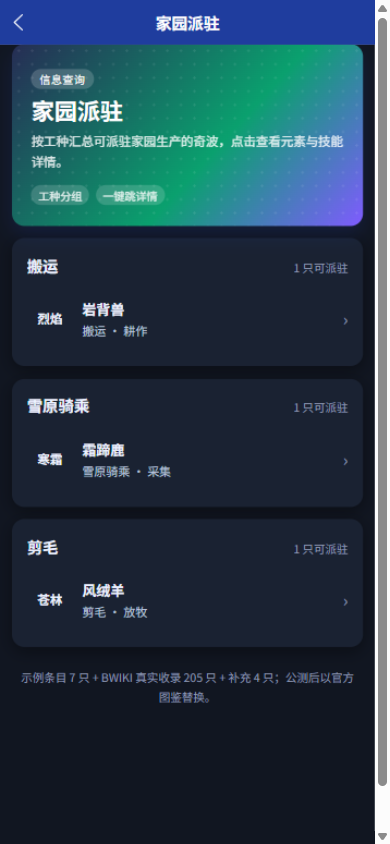 家园派驻
信息查询
家园派驻
按工种汇总可派驻家园生产的奇波，点击查看元素与技能
详情。
工种分组 一键跳详情
搬运 1 只可派驻
烈焰 岩背兽 ›
搬运 · 耕作
雪原骑乘 1 只可派驻
寒霜 霜蹄鹿 ›
雪原骑乘 · 采集
剪毛 1 只可派驻
苍林 风绒羊 ›
剪毛 · 放牧
示例条目 7 只 + BWIKI 真实收录 205 只 + 补充 4 只；公测后以官方
图鉴替换。